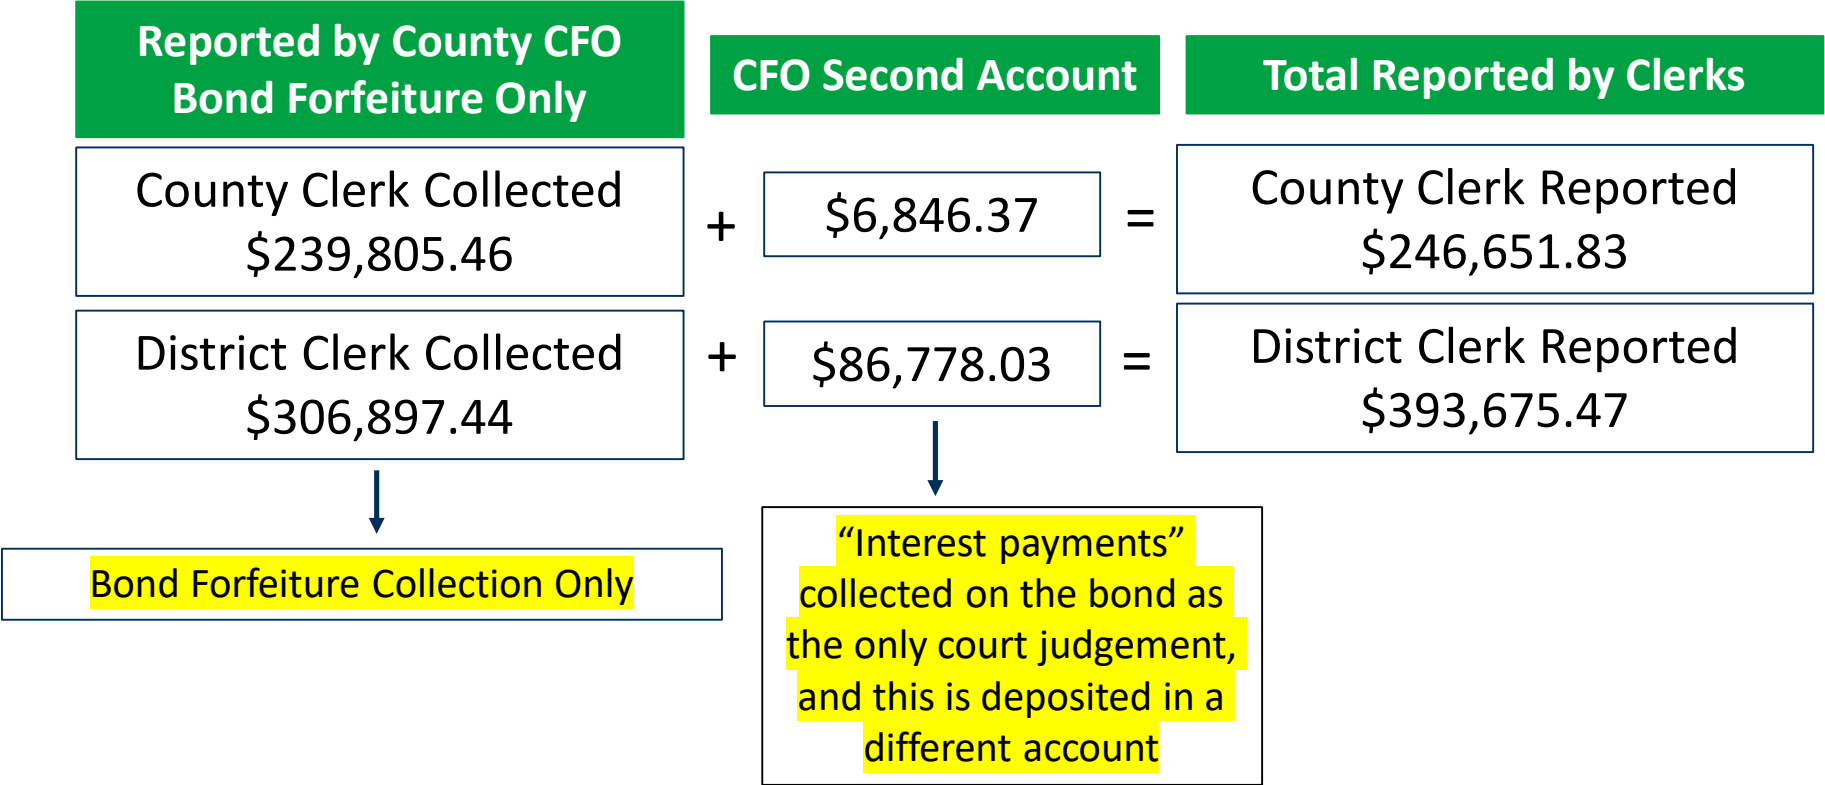 Reported by County CFO
Bond Forfeiture Only
CFO Second Account
Total Reported by Clerks
County Clerk Collected
$239,805.46
+
$6,846.37
=
County Clerk Reported
$246,651.83
District Clerk Collected
$306,897.44
+
$86,778.03
=
District Clerk Reported
$393,675.47
Bond Forfeiture Collection Only
“Interest payments”
collected on the bond as
the only court judgement,
and this is deposited in a
different account